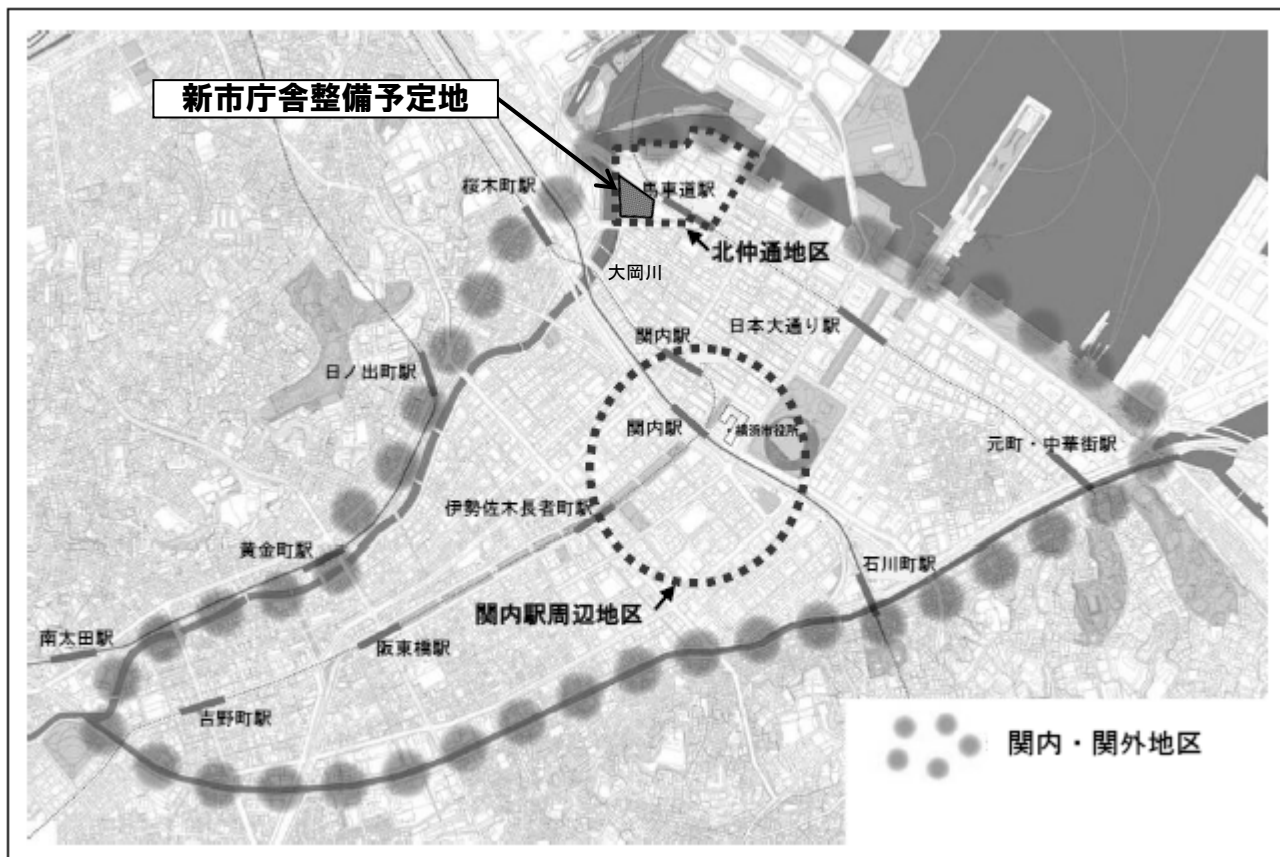 新市庁舎整備予定地
桜木町駅
馬車道駅
北仲通地区
大岡川
日本大通り駅
関内駅
日ノ出町駅
関内駅
・横浜市役所
元町・中華街駅
伊勢佐木長者町駅
黄金町駅
石川町駅
関内駅周辺地区
南太田駅
阪東橋駅
吉野町駅
関内・関外地区